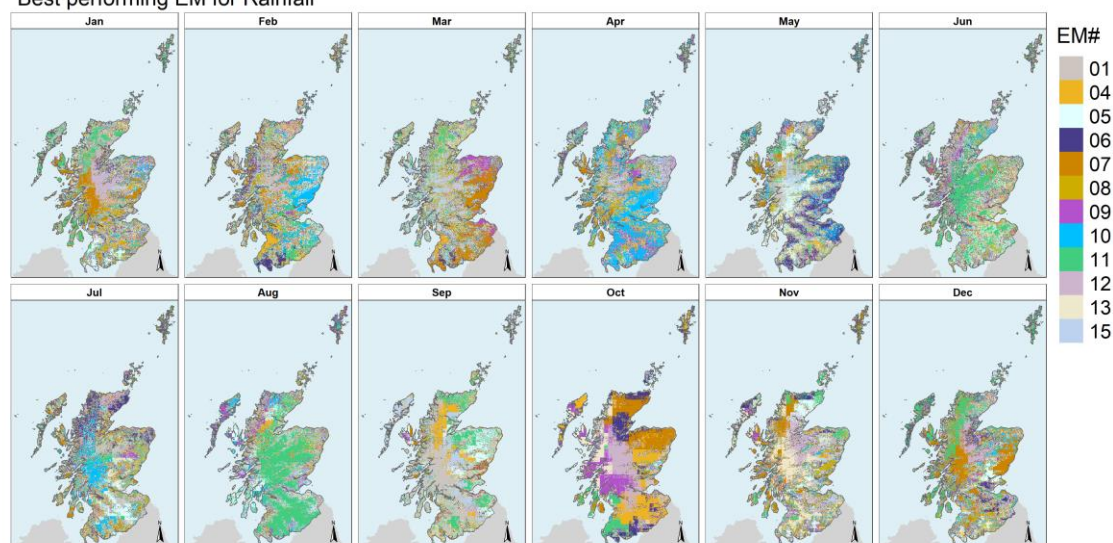 Best performing EM for Rainfall
Jan Feb Mar Apr May Jun
EM#
01
04
05
06
07
08
09
10
11
12
13
15
N N N N N N
Jul Aug Sep Oct Nov Dec
N N N N N N